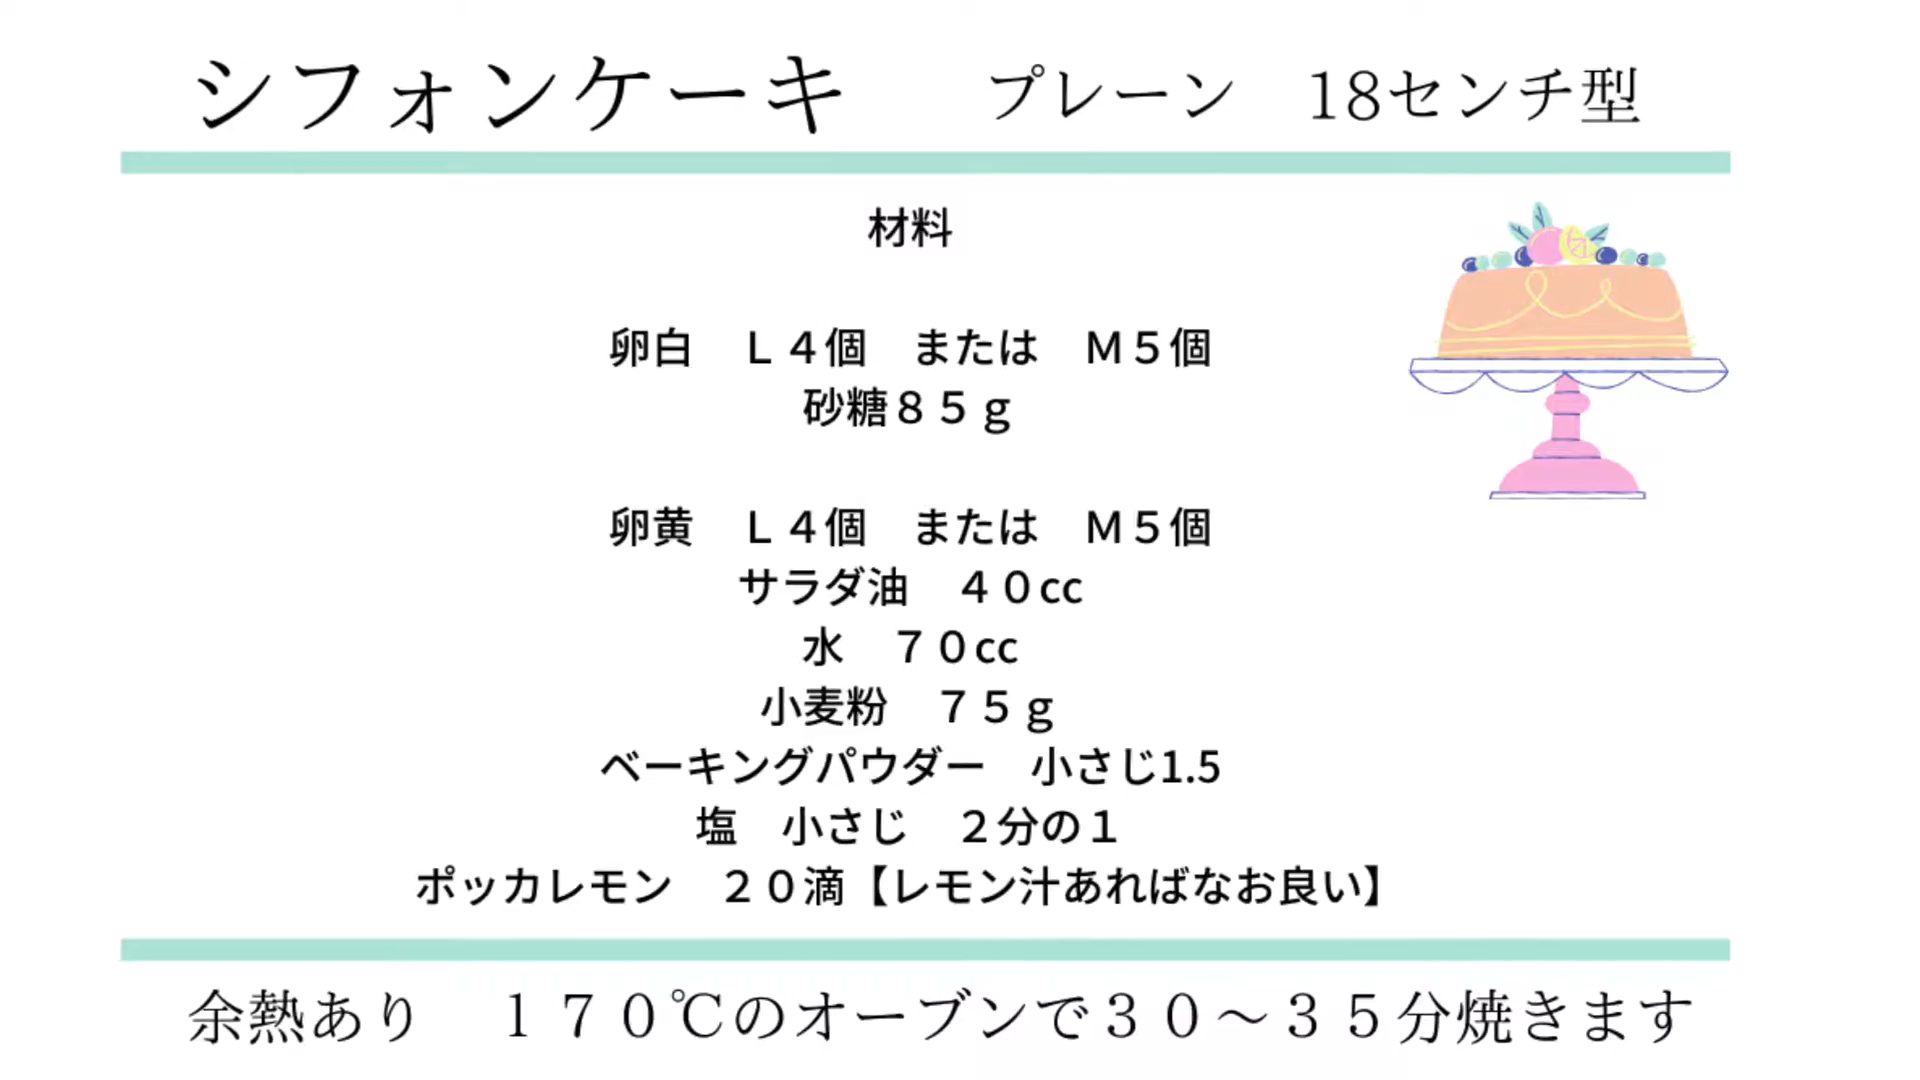 シフォンケーキ　プレーン　18センチ型
材料
卵白　Ｌ４個　または　Ｍ５個
砂糖８５ｇ
卵黄　Ｌ４個　または　Ｍ５個
サラダ油　４０cc
水　７０cc
小麦粉　７５ｇ
ベーキングパウダー　小さじ1.5
塩　小さじ　２分の１
ポッカレモン　２０滴【レモン汁あればなお良い】
余熱あり　１７０℃のオーブンで３０～３５分焼きます